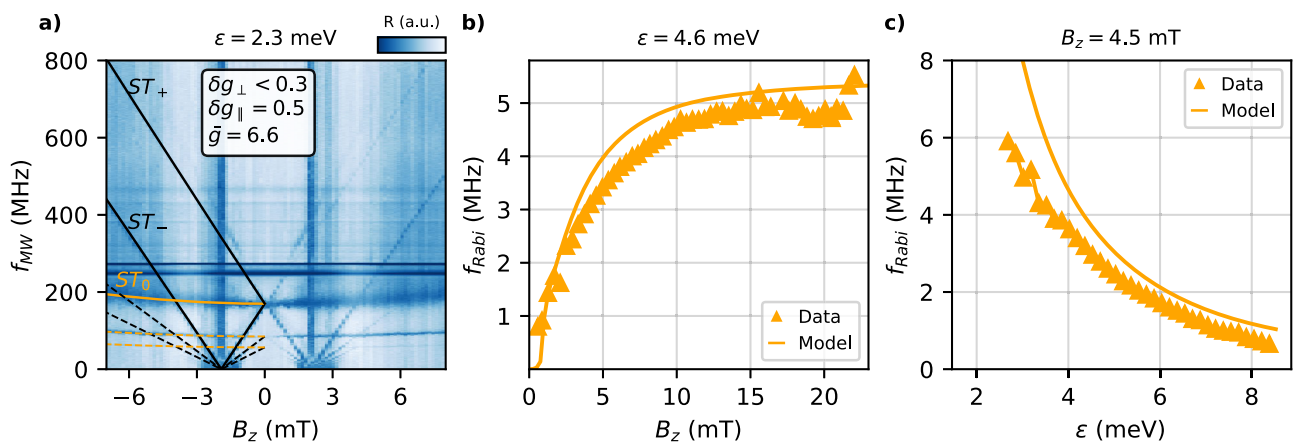 a)
ε = 2.3 meV
R (a.u.)
f_MW (MHz)
800
600
400
200
0
ST₊
ST₋
ST₀
δg⊥ < 0.3
δg∥ = 0.5
ḡ = 6.6
−6
−3
0
3
6
B_z (mT)
b)
ε = 4.6 meV
f_Rabi (MHz)
5
4
3
2
1
Data
Model
0
5
10
15
20
B_z (mT)
c)
B_z = 4.5 mT
f_Rabi (MHz)
8
6
4
2
0
Data
Model
2
4
6
8
ε (meV)